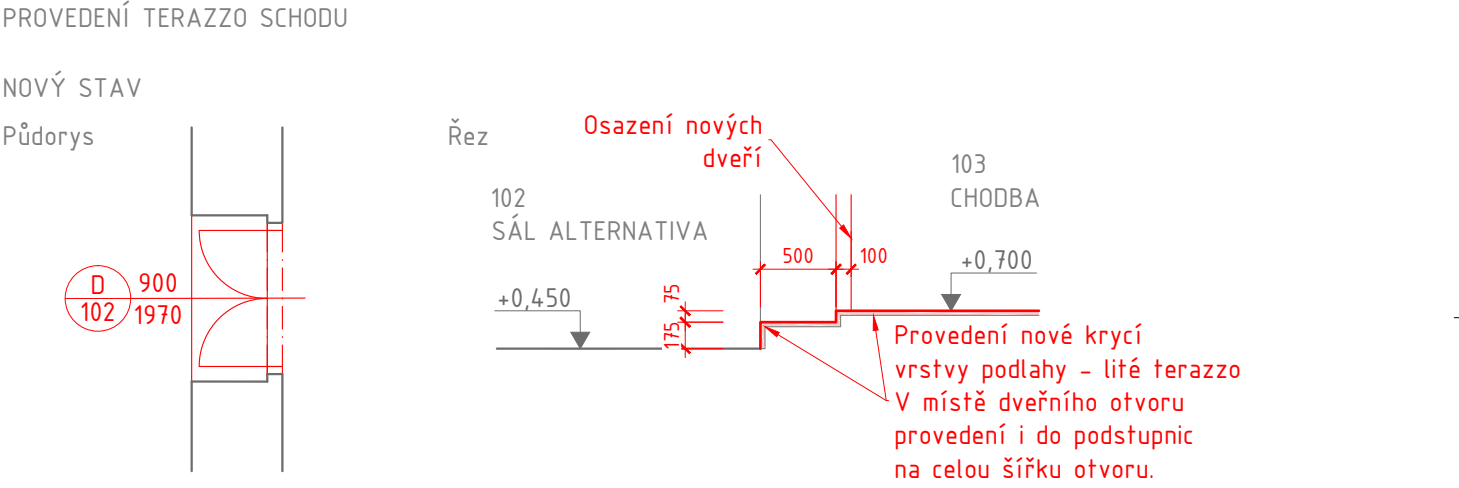 PROVEDENÍ TERAZZO SCHODU
NOVÝ STAV
Půdorys
D
102
900
1970
Řez
Osazení nových
dveří
102
SÁL ALTERNATIVA
103
CHODBA
500
100
+0,700
+0,450
75
175
Provedení nové krycí
vrstvy podlahy - lité terazzo
V místě dveřního otvoru
provedení i do podstupnic
na celou šířku otvoru.